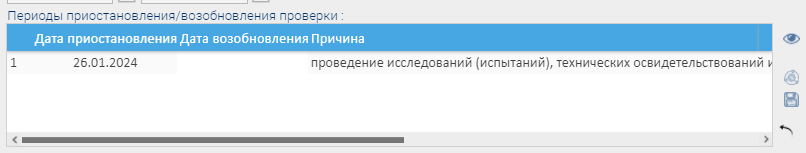 Периоды приостановления/возобновления проверки :
Дата приостановления Дата возобновления Причина
1 26.01.2024 проведение исследований (испытаний), технических освидетельствований и